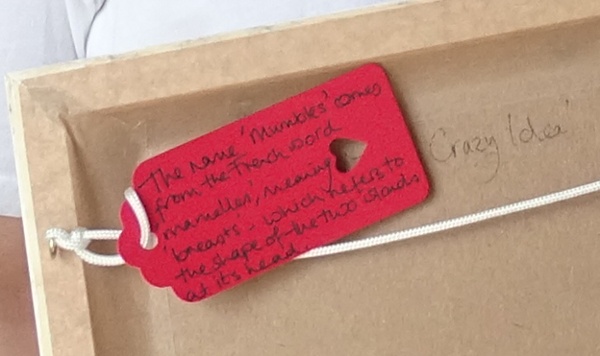 The name 'Mumbles' comes
from the French word
'mamelles', meaning
'breasts', which refers to
the shape of the two islands
at it's head.
'Crazy Idea'